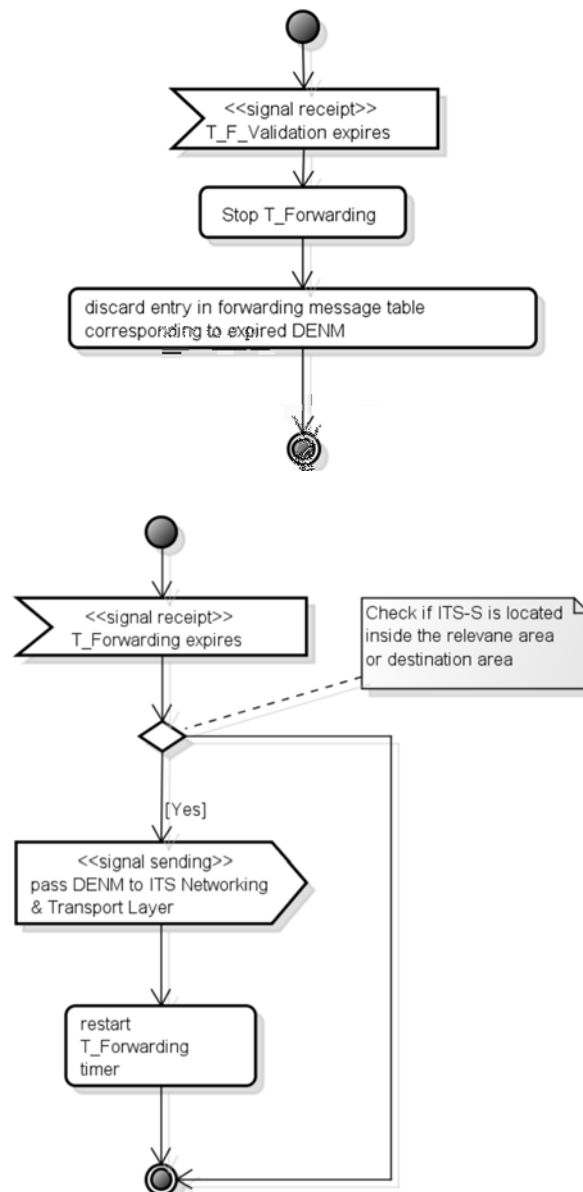 <<signal receipt>>
T_F_Validation expires
Stop T_Forwarding
discard entry in forwarding message table
corresponding to expired DENM
<<signal receipt>>
T_Forwarding expires
Check if ITS-S is located
inside the relevane area
or destination area
[Yes]
<<signal sending>>
pass DENM to ITS Networking
& Transport Layer
restart
T_Forwarding
timer